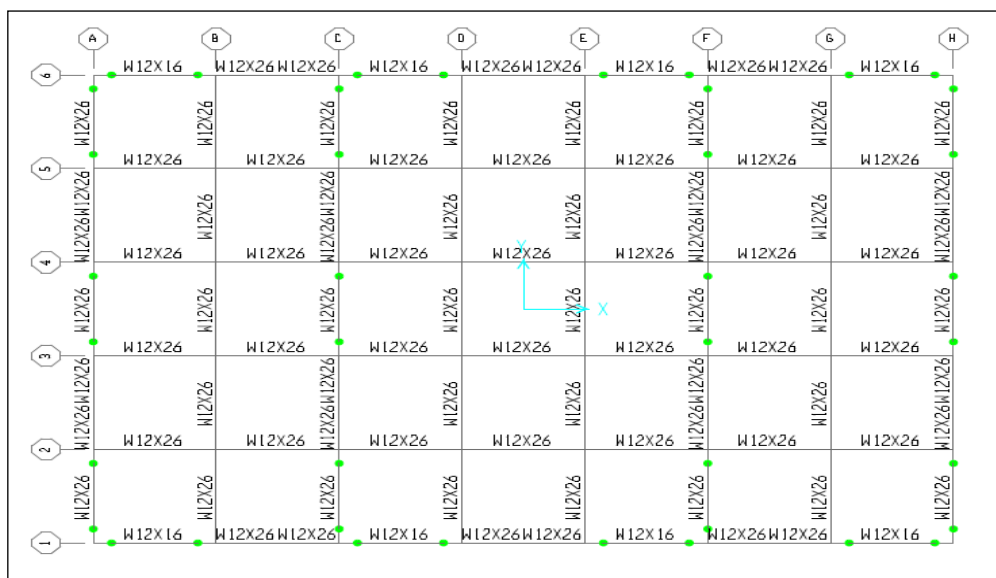 A B C D E F G H
6 W12X16 W12X26 W12X26 W12X16 W12X26 W12X26 W12X16 W12X26 W12X26 W12X16
W12X26 W12X26 W12X26 W12X26 W12X26 W12X26 W12X26 W12X26
5 W12X26 W12X26 W12X26 W12X26 W12X26 W12X26 W12X26
W12X26 W12X26 W12X26 W12X26 W12X26 W12X26 W12X26 W12X26 W12X26 W12X26 W12X26 W12X26
Y
4 W12X26 W12X26 W12X26 W12X26 W12X26 W12X26 W12X26
W12X26 W12X26 W12X26 W12X26 W12X26 W12X26 W12X26 W12X26
X
3 W12X26 W12X26 W12X26 W12X26 W12X26 W12X26 W12X26
W12X26 W12X26 W12X26 W12X26 W12X26 W12X26 W12X26 W12X26 W12X26 W12X26 W12X26 W12X26
2 W12X26 W12X26 W12X26 W12X26 W12X26 W12X26 W12X26
W12X26 W12X26 W12X26 W12X26 W12X26 W12X26 W12X26 W12X26
1 W12X16 W12X26 W12X26 W12X16 W12X26 W12X26 W12X16 W12X26 W12X26 W12X16